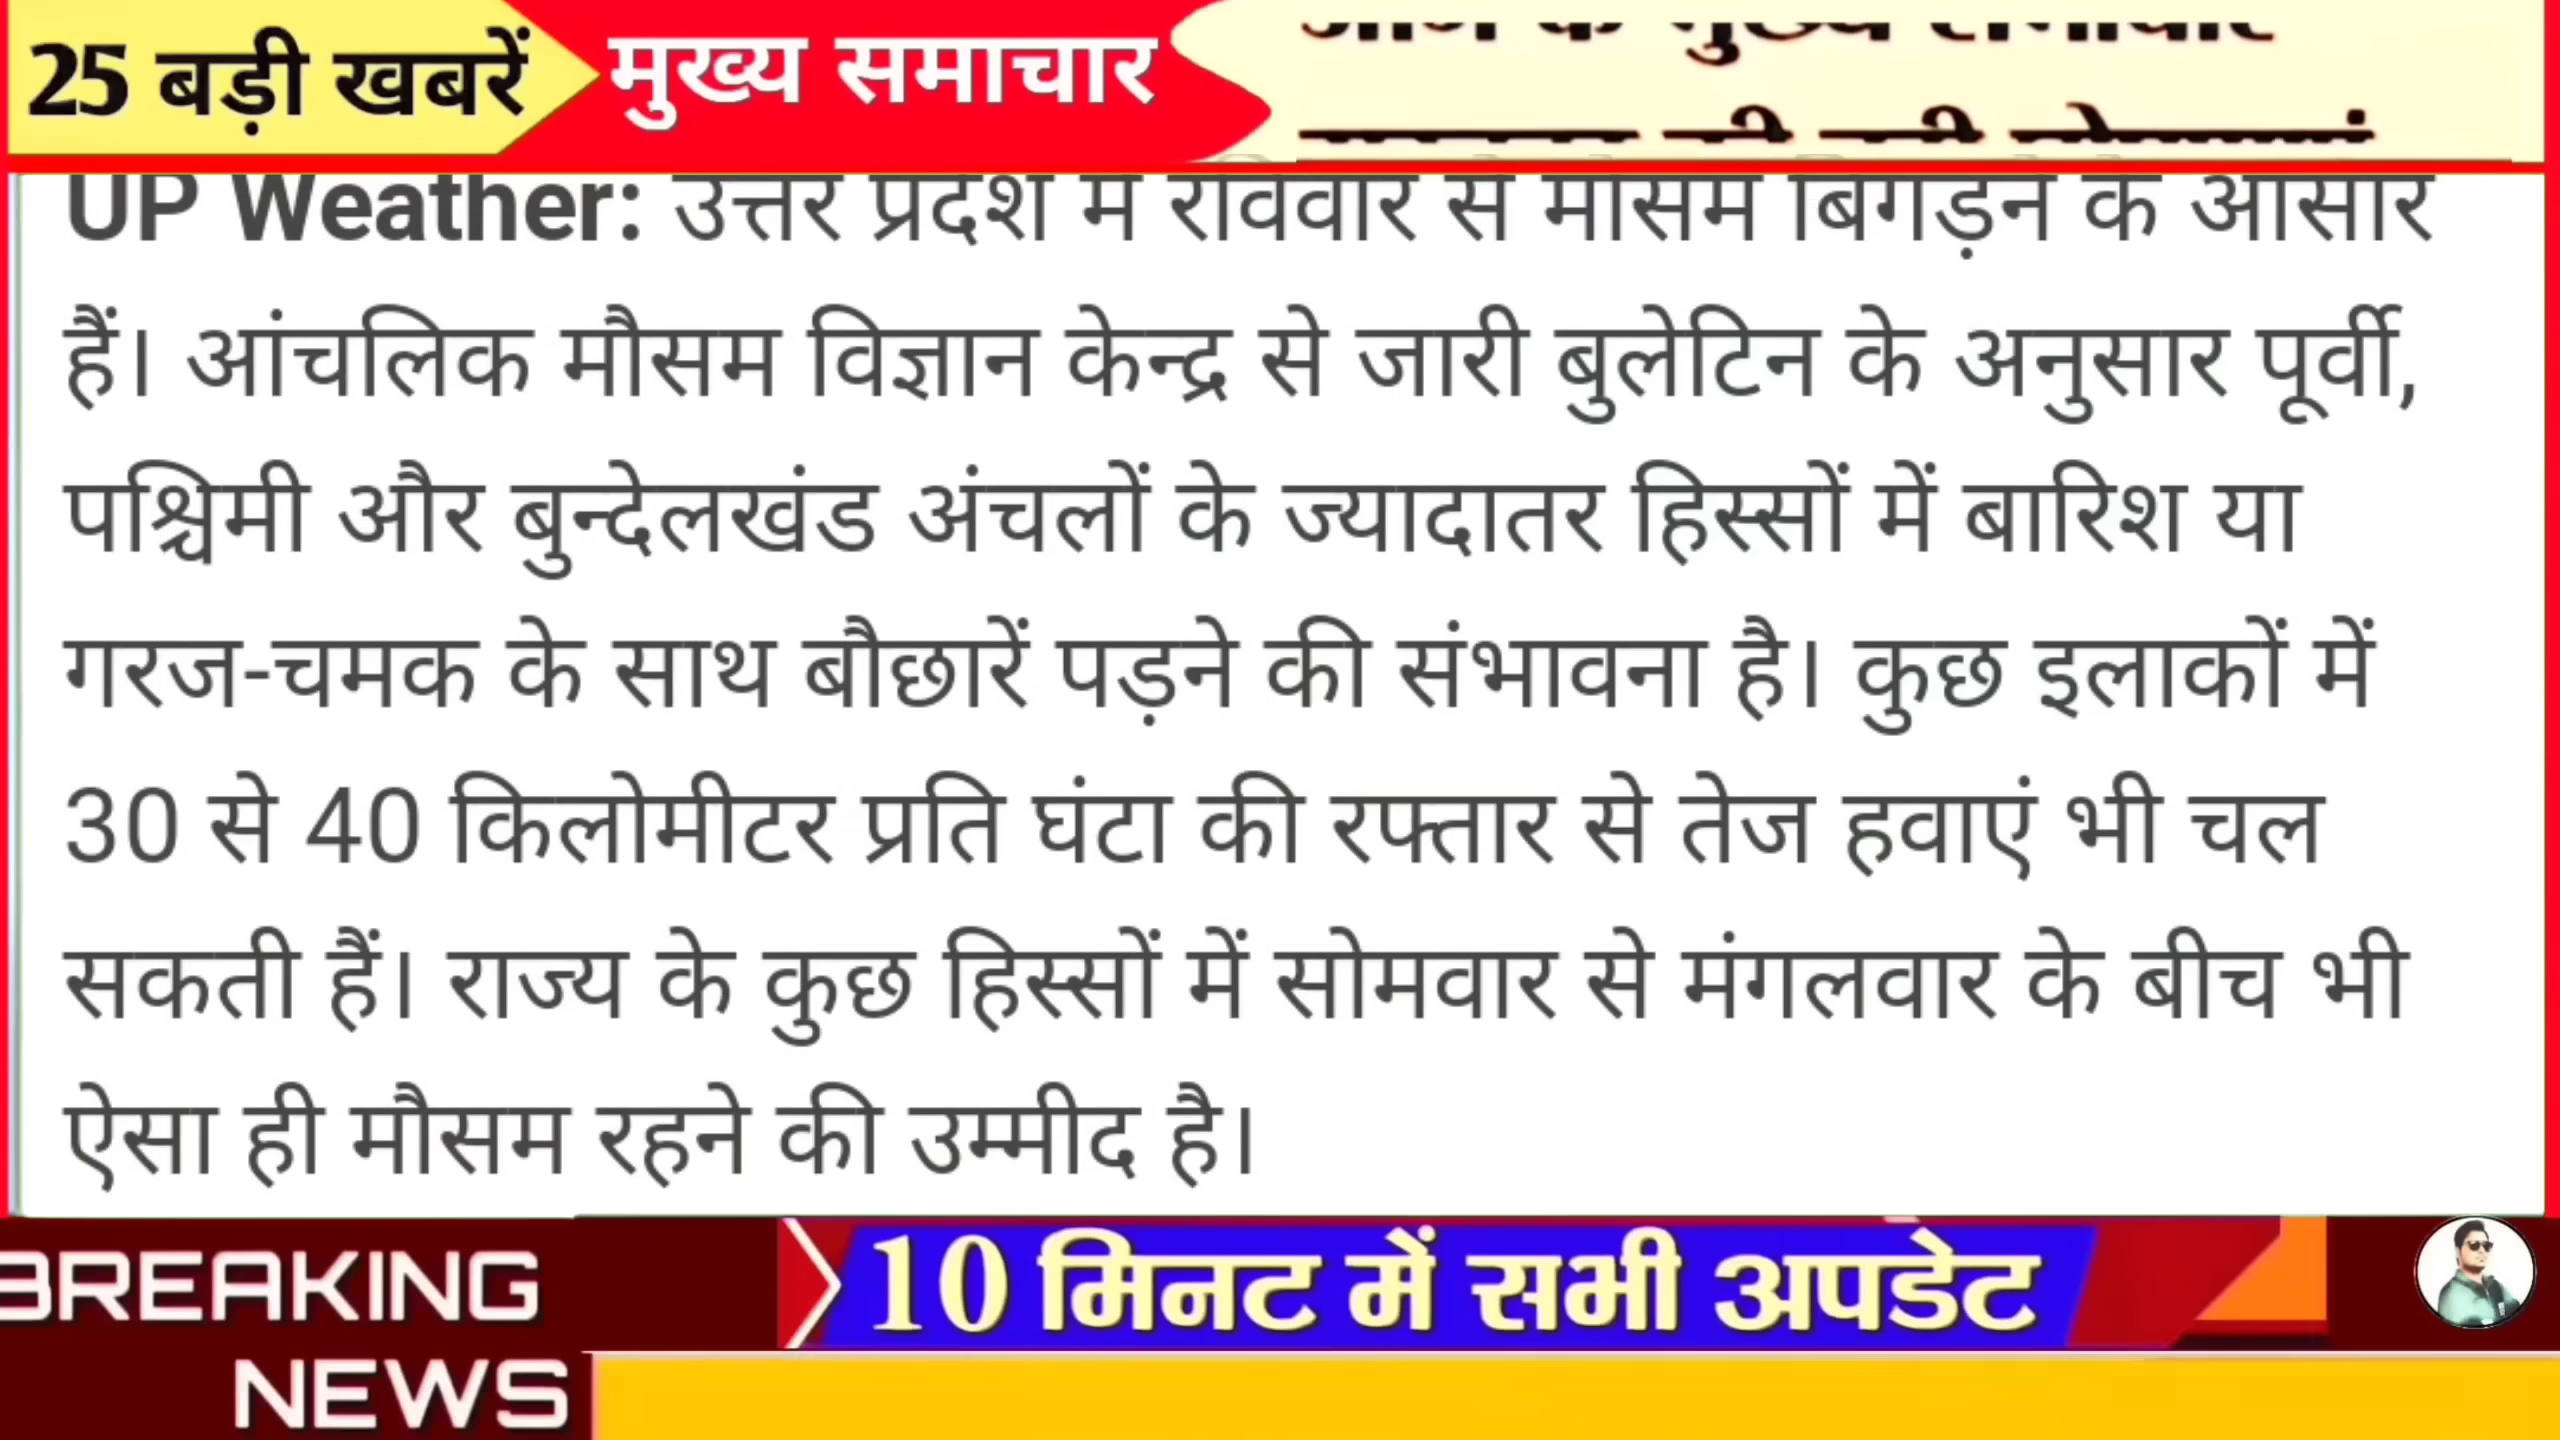 25 बड़ी खबरें
मुख्य समाचार
UP Weather: उत्तर प्रदेश में रविवार से मौसम बिगड़ने के आसार
हैं। आंचलिक मौसम विज्ञान केन्द्र से जारी बुलेटिन के अनुसार पूर्वी,
पश्चिमी और बुन्देलखंड अंचलों के ज्यादातर हिस्सों में बारिश या
गरज-चमक के साथ बौछारें पड़ने की संभावना है। कुछ इलाकों में
30 से 40 किलोमीटर प्रति घंटा की रफ्तार से तेज हवाएं भी चल
सकती हैं। राज्य के कुछ हिस्सों में सोमवार से मंगलवार के बीच भी
ऐसा ही मौसम रहने की उम्मीद है।
BREAKING
NEWS
10 मिनट में सभी अपडेट